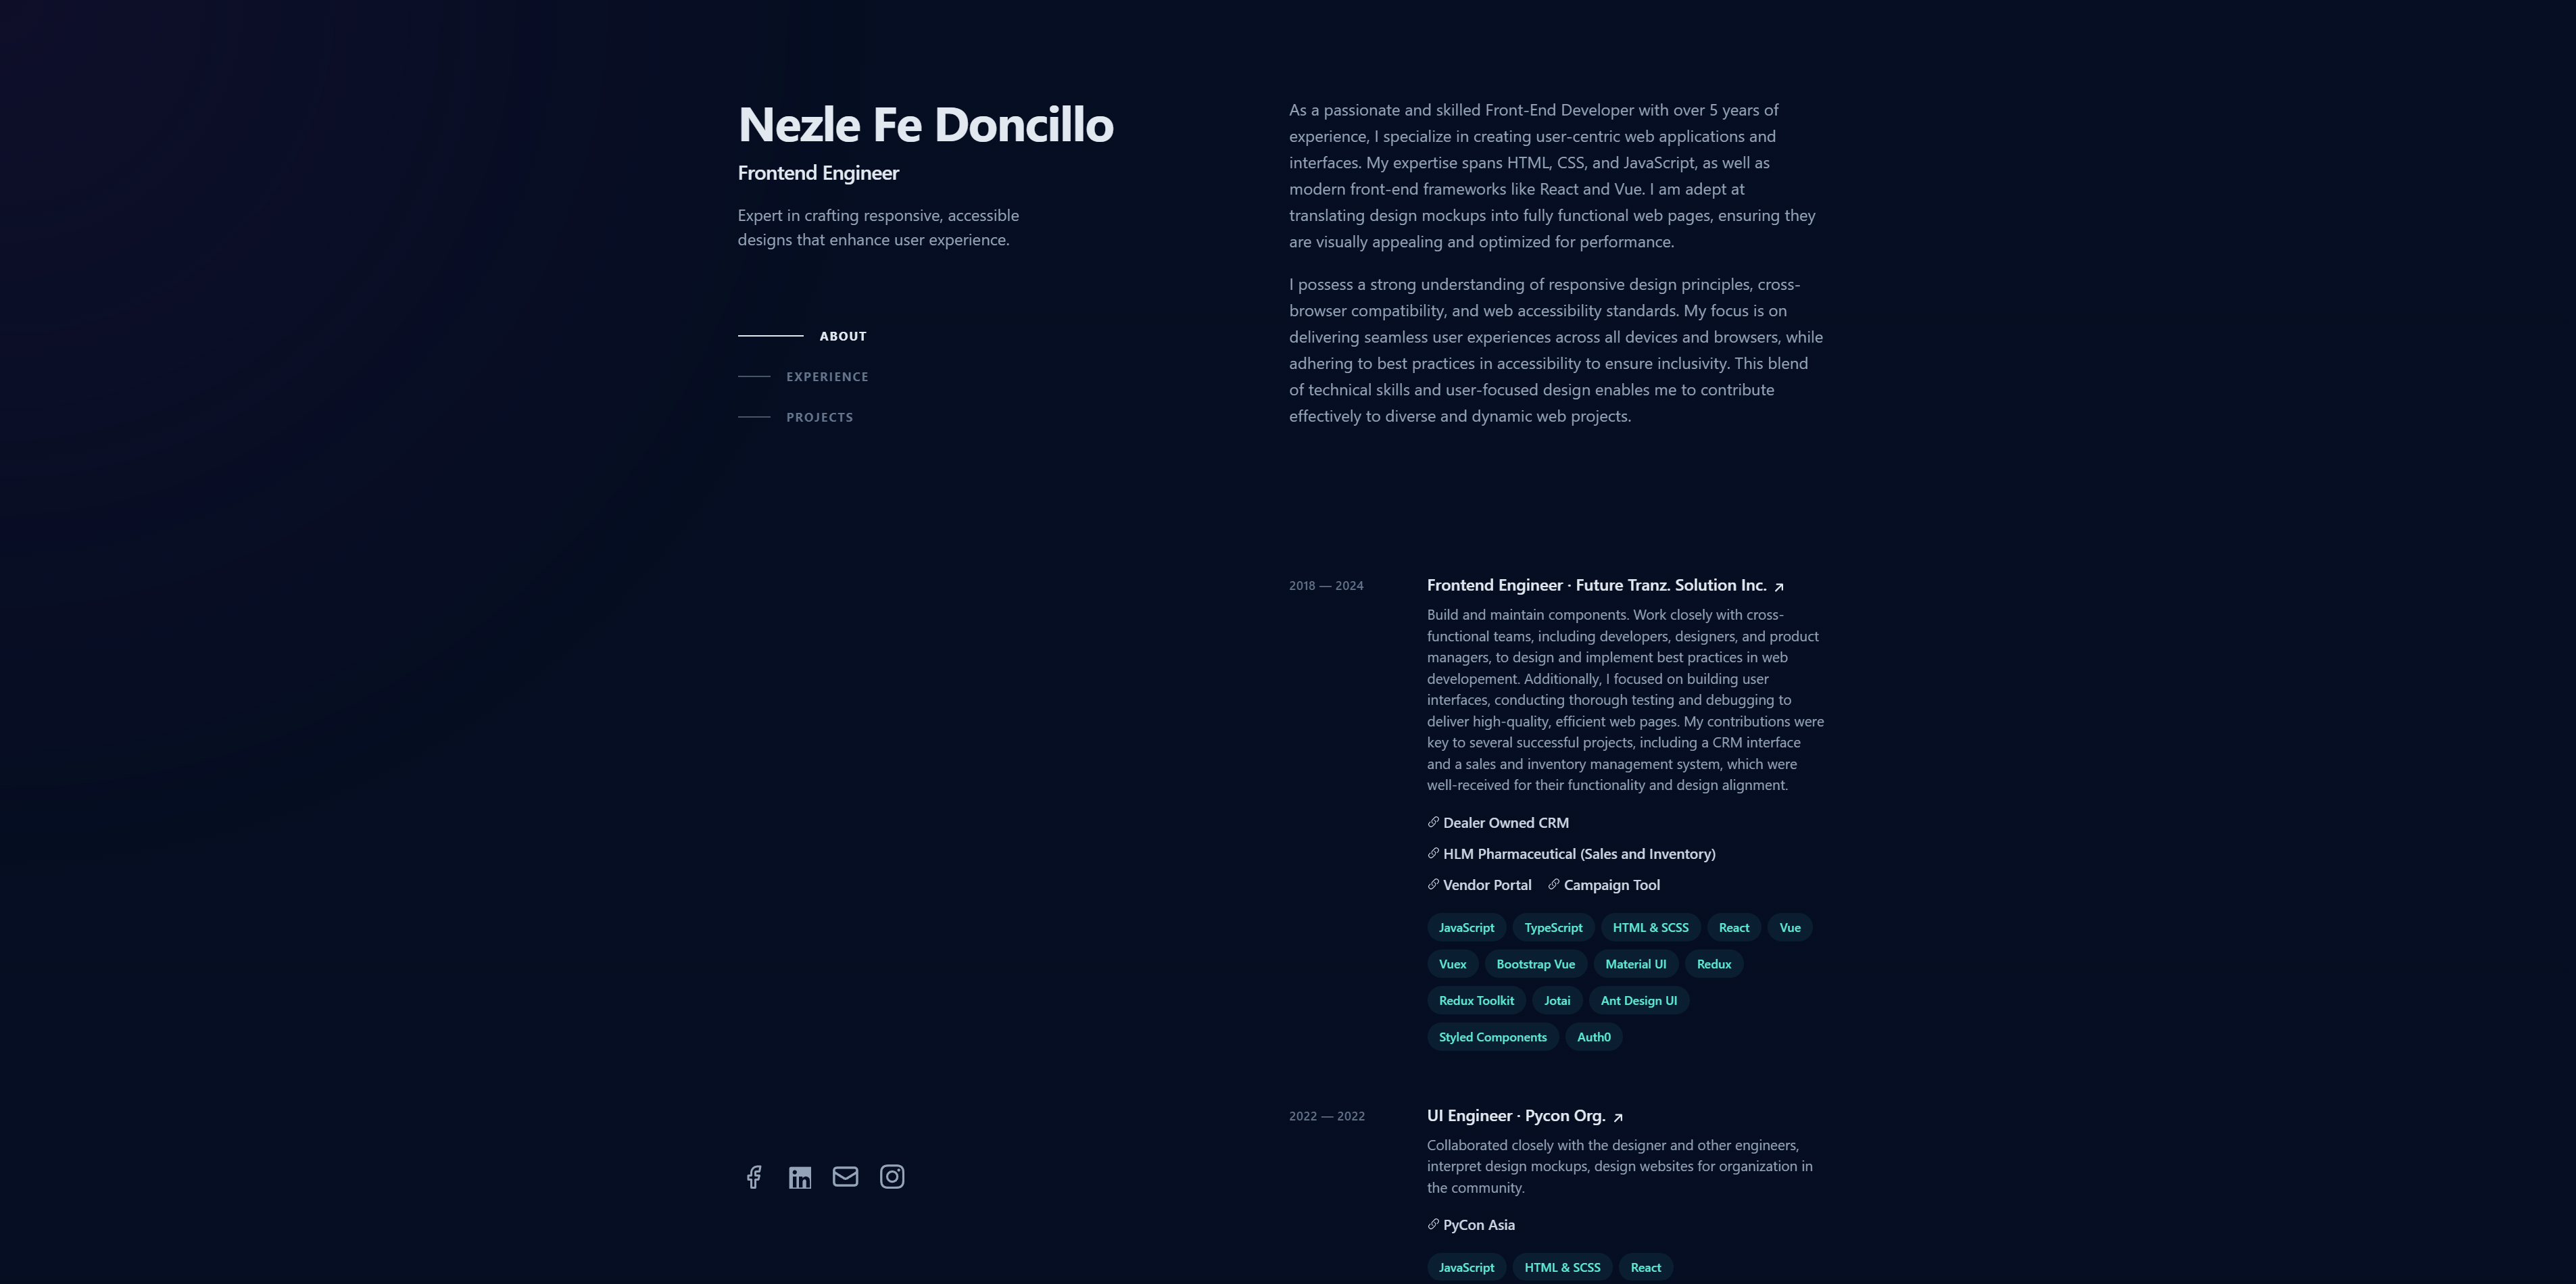 Nezle Fe Doncillo
Frontend Engineer
Expert in crafting responsive, accessible
designs that enhance user experience.
ABOUT
EXPERIENCE
PROJECTS
As a passionate and skilled Front-End Developer with over 5 years of
experience, I specialize in creating user-centric web applications and
interfaces. My expertise spans HTML, CSS, and JavaScript, as well as
modern front-end frameworks like React and Vue. I am adept at
translating design mockups into fully functional web pages, ensuring they
are visually appealing and optimized for performance.
I possess a strong understanding of responsive design principles, cross-
browser compatibility, and web accessibility standards. My focus is on
delivering seamless user experiences across all devices and browsers, while
adhering to best practices in accessibility to ensure inclusivity. This blend
of technical skills and user-focused design enables me to contribute
effectively to diverse and dynamic web projects.
2018 — 2024
Frontend Engineer · Future Tranz. Solution Inc.
Build and maintain components. Work closely with cross-
functional teams, including developers, designers, and product
managers, to design and implement best practices in web
developement. Additionally, I focused on building user
interfaces, conducting thorough testing and debugging to
deliver high-quality, efficient web pages. My contributions were
key to several successful projects, including a CRM interface
and a sales and inventory management system, which were
well-received for their functionality and design alignment.
Dealer Owned CRM
HLM Pharmaceutical (Sales and Inventory)
Vendor Portal Campaign Tool
JavaScript TypeScript HTML & SCSS React Vue
Vuex Bootstrap Vue Material UI Redux
Redux Toolkit Jotai Ant Design UI
Styled Components Auth0
2022 — 2022
UI Engineer · Pycon Org.
Collaborated closely with the designer and other engineers,
interpret design mockups, design websites for organization in
the community.
PyCon Asia
JavaScript HTML & SCSS React